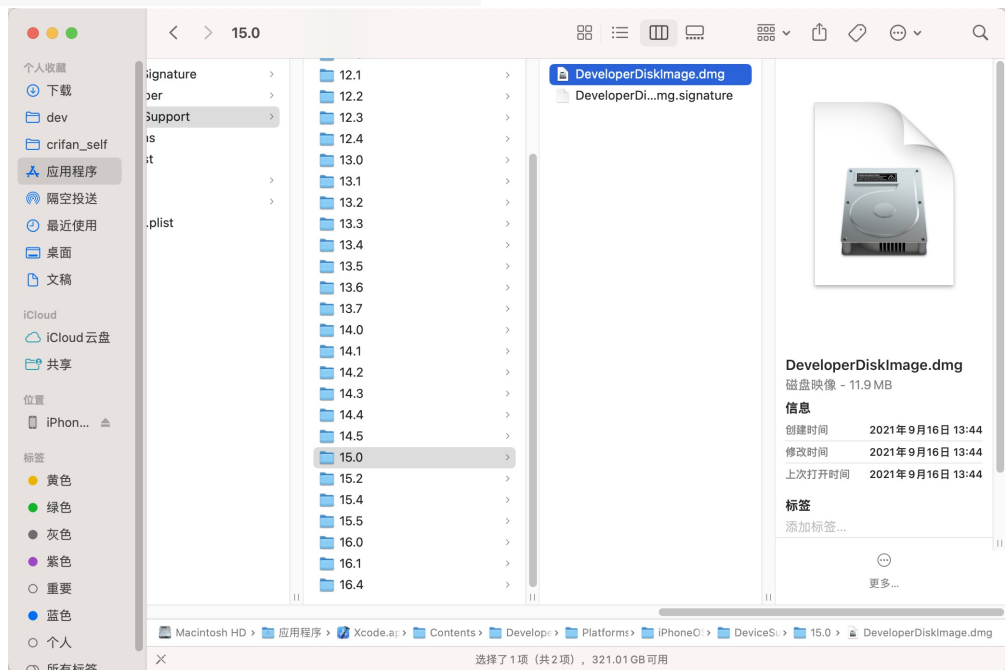 15.0
个人收藏
下载
dev
crifan_self
应用程序
隔空投送
最近使用
桌面
文稿
iCloud
iCloud云盘
共享
位置
iPhon...
标签
黄色
绿色
灰色
紫色
重要
蓝色
个人
所有标签
Signature
per
Support
ns
st
.plist
12.1
12.2
12.3
12.4
13.0
13.1
13.2
13.3
13.4
13.5
13.6
13.7
14.0
14.1
14.2
14.3
14.4
14.5
15.0
15.2
15.4
15.5
16.0
16.1
16.4
DeveloperDiskImage.dmg
DeveloperDi...mg.signature
DeveloperDiskImage.dmg
磁盘映像 - 11.9 MB
信息
创建时间 2021年9月16日 13:44
修改时间 2021年9月16日 13:44
上次打开时间 2021年9月16日 13:44
标签
添加标签...
更多...
Macintosh HD › 应用程序 › Xcode.ap › Contents › Develope › Platforms › iPhoneO › DeviceSu › 15.0 › DeveloperDiskImage.dmg
选择了1项（共2项），321.01 GB可用